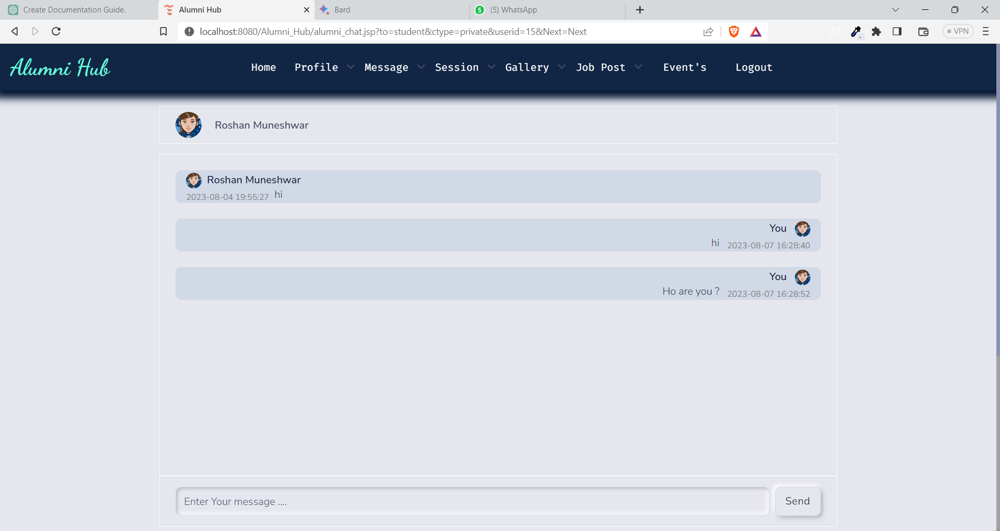 Create Documentation Guide.
Alumni Hub
Bard
5
(5) WhatsApp
localhost:8080/Alumni_Hub/alumni_chat.jsp?to=student&ctype=private&userid=15&Next=Next
f?
VPN
Alumni Hub
Home Profile Message Session Gallery Job Post Event's Logout
Roshan Muneshwar
Roshan Muneshwar
2023-08-04 19:55:27 hi
You
hi 2023-08-07 16:28:40
You
Ho are you ? 2023-08-07 16:28:52
Enter Your message ....
Send